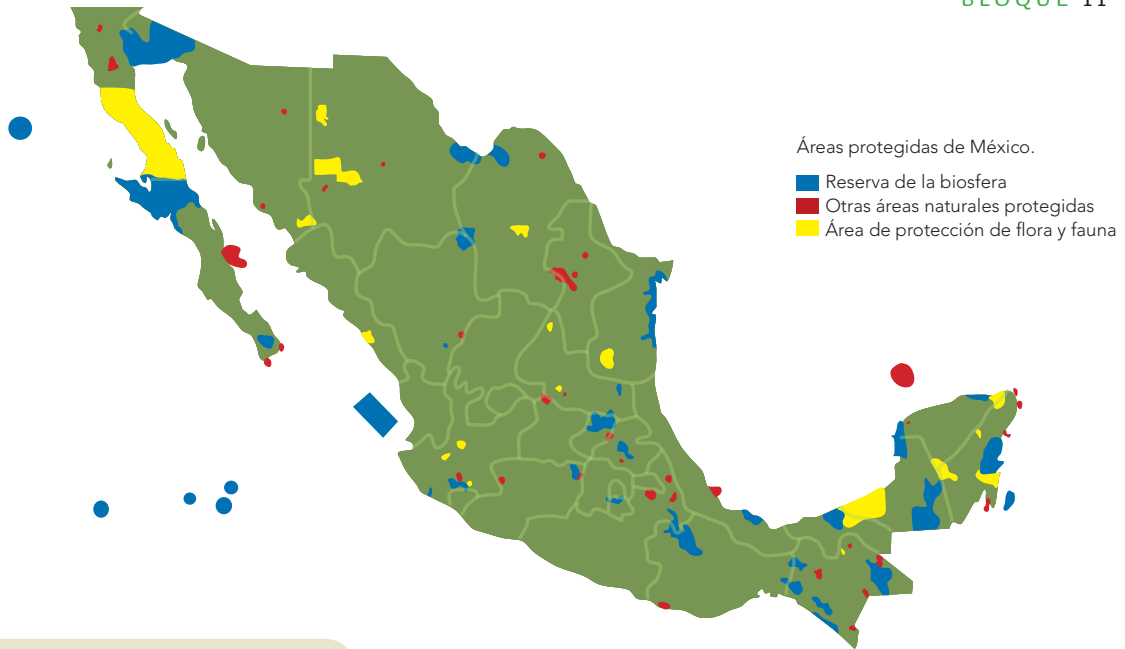 BLOQUE 11
Áreas protegidas de México.
Reserva de la biosfera
Otras áreas naturales protegidas
Área de protección de flora y fauna